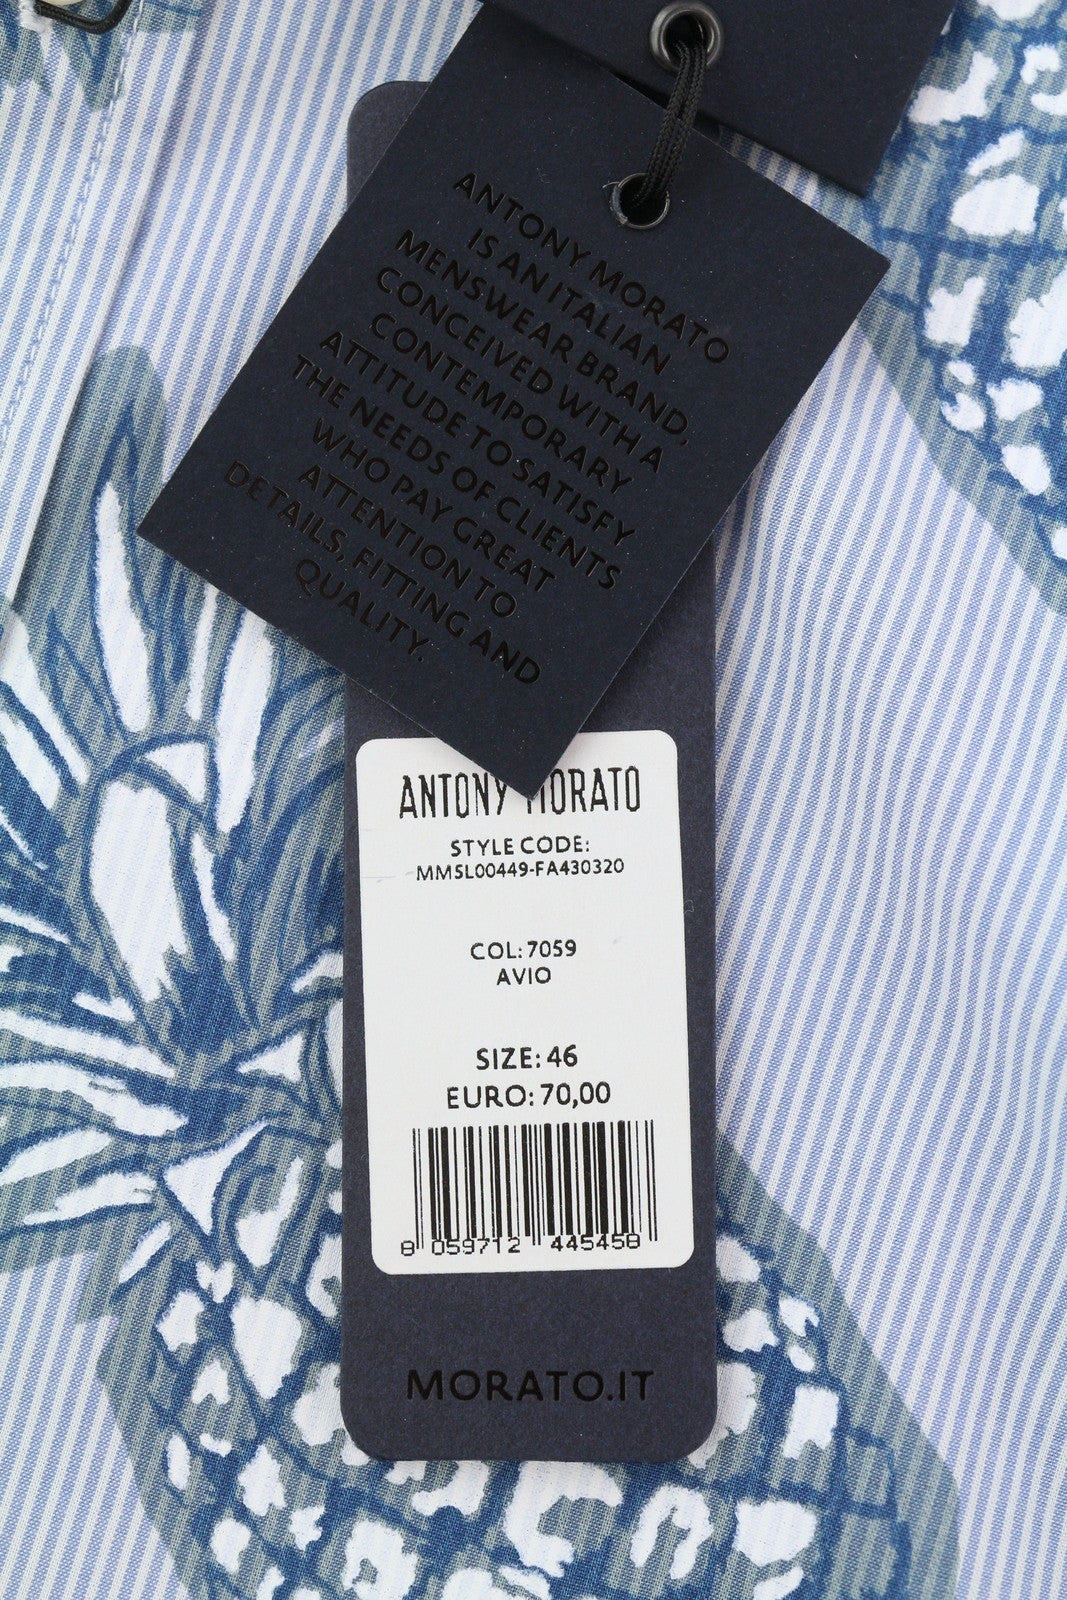 ANTONY MORATO
IS AN ITALIAN
MENSWEAR BRAND,
CONCEIVED WITH A
CONTEMPORARY
ATTITUDE TO SATISFY
THE NEEDS OF CLIENTS
WHO PAY GREAT
ATTENTION TO
DETAILS, FITTING AND
QUALITY.
ANTONY MORATO
STYLE CODE:
MMSL00449-FA430320
COL: 7059
AVIO
SIZE: 46
EURO: 70,00
8 059712 445458
MORATO.IT